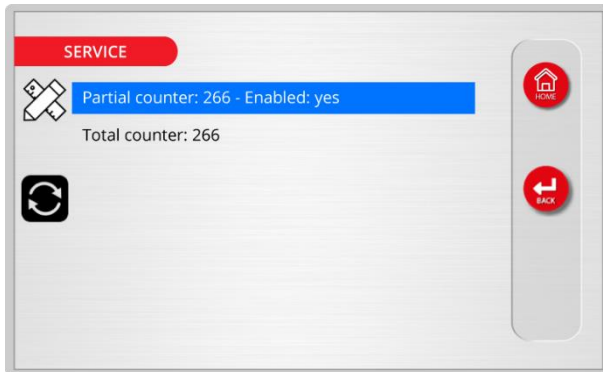 SERVICE
Partial counter: 266 - Enabled: yes
Total counter: 266
HOME
BACK